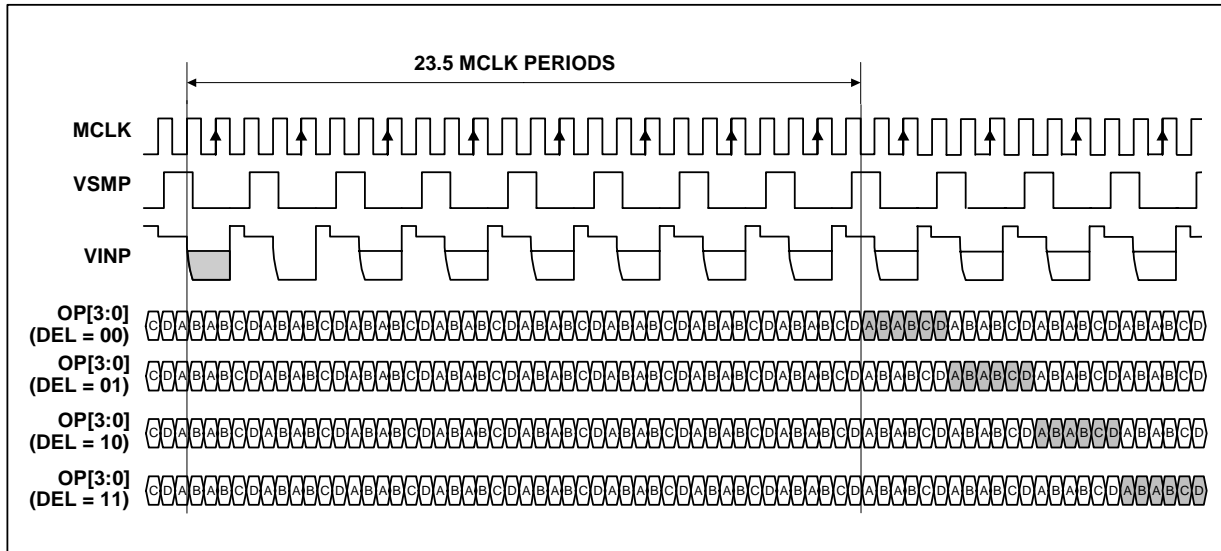 23.5 MCLK PERIODS
MCLK
VSMP
VINP
OP[3:0]
(DEL = 00)
C D A B A B C D A B A B C D A B A B C D A B A B C D A B A B C D A B A B C D A B A B C D A B A B C D A B A B C D A B A B C D A B A B C D A B A B C D
OP[3:0]
(DEL = 01)
C D A B A B C D A B A B C D A B A B C D A B A B C D A B A B C D A B A B C D A B A B C D A B A B C D A B A B C D A B A B C D A B A B C D A B A B C D
OP[3:0]
(DEL = 10)
C D A B A B C D A B A B C D A B A B C D A B A B C D A B A B C D A B A B C D A B A B C D A B A B C D A B A B C D A B A B C D A B A B C D A B A B C D
OP[3:0]
(DEL = 11)
C D A B A B C D A B A B C D A B A B C D A B A B C D A B A B C D A B A B C D A B A B C D A B A B C D A B A B C D A B A B C D A B A B C D A B A B C D